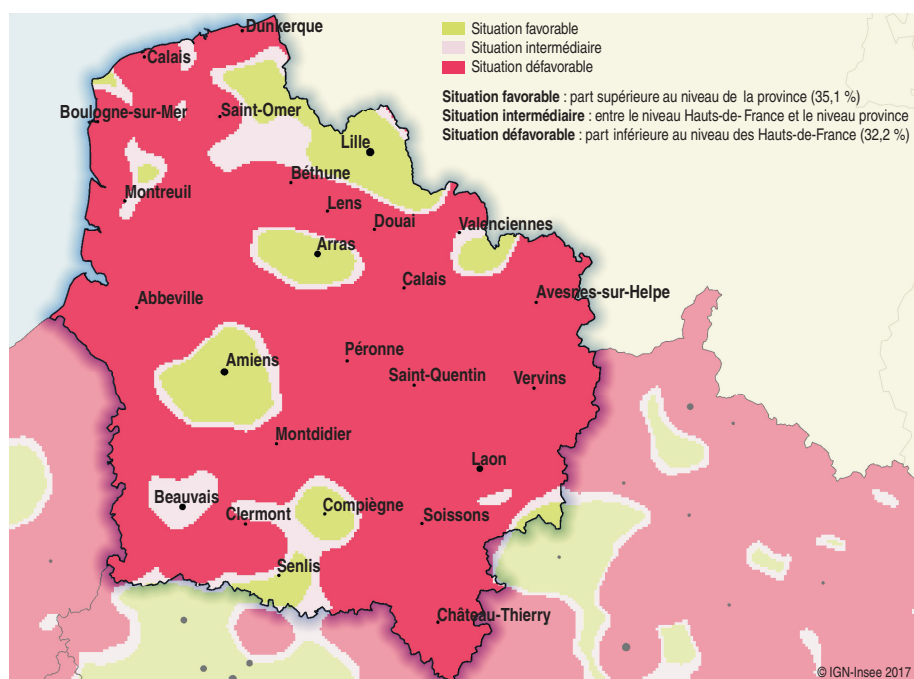 Situation favorable
Situation intermédiaire
Situation défavorable
Situation favorable : part supérieure au niveau de la province (35,1 %)
Situation intermédiaire : entre le niveau Hauts-de- France et le niveau province
Situation défavorable : part inférieure au niveau des Hauts-de-France (32,2 %)
Dunkerque
Calais
Boulogne-sur-Mer
Saint-Omer
Lille
Béthune
Montreuil
Lens
Douai
Valenciennes
Arras
Calais
Avesnes-sur-Helpe
Abbeville
Péronne
Amiens
Saint-Quentin
Vervins
Montdidier
Laon
Beauvais
Clermont
Compiègne
Soissons
Senlis
Château-Thierry
© IGN-Insee 2017